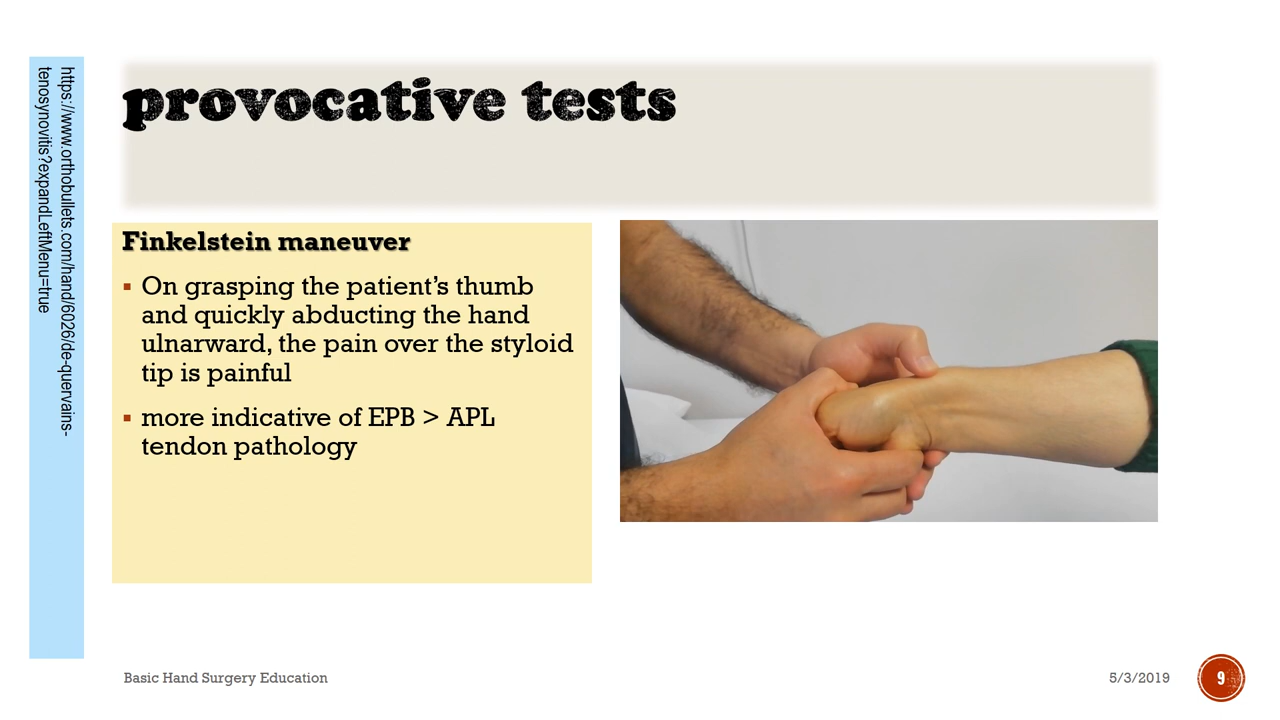 provocative tests
https://www.orthobullets.com/hand/6026/de-quervains-
tenosynovitis?expandLeftMenu=true
Finkelstein maneuver
▪ On grasping the patient’s thumb
and quickly abducting the hand
ulnarward, the pain over the styloid
tip is painful
▪ more indicative of EPB > APL
tendon pathology
Basic Hand Surgery Education
5/3/2019
9